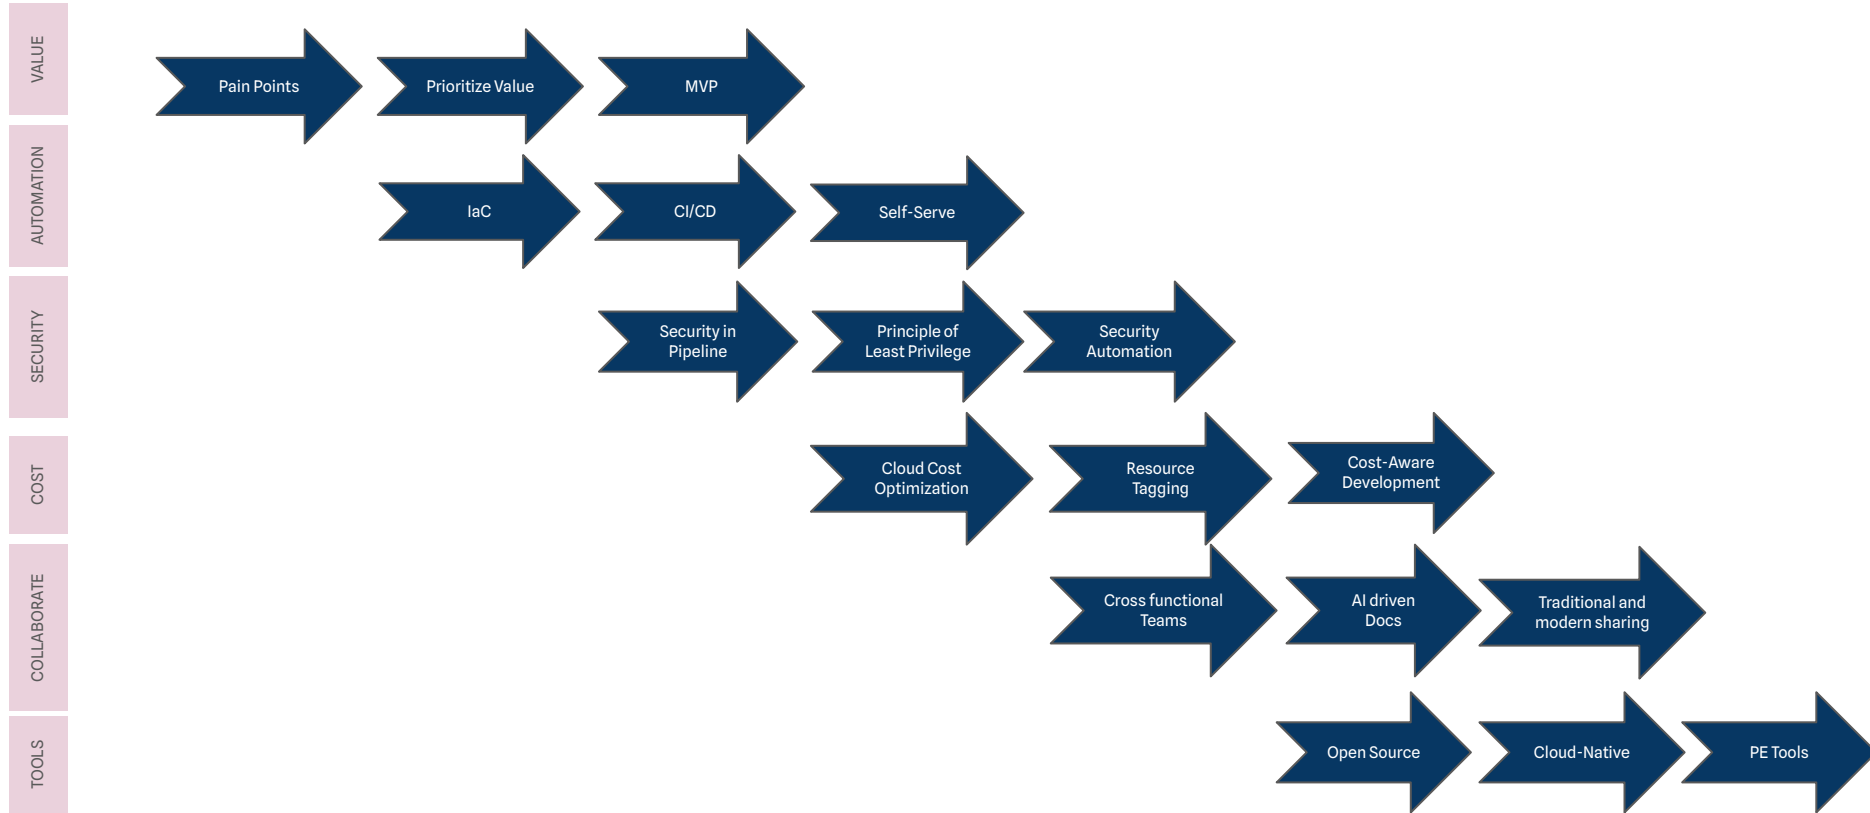 VALUE
Pain Points
Prioritize Value
MVP
AUTOMATION
IaC
CI/CD
Self-Serve
SECURITY
Security in
Pipeline
Principle of
Least Privilege
Security
Automation
COST
Cloud Cost
Optimization
Resource
Tagging
Cost-Aware
Development
COLLABORATE
Cross functional
Teams
AI driven
Docs
Traditional and
modern sharing
TOOLS
Open Source
Cloud-Native
PE Tools